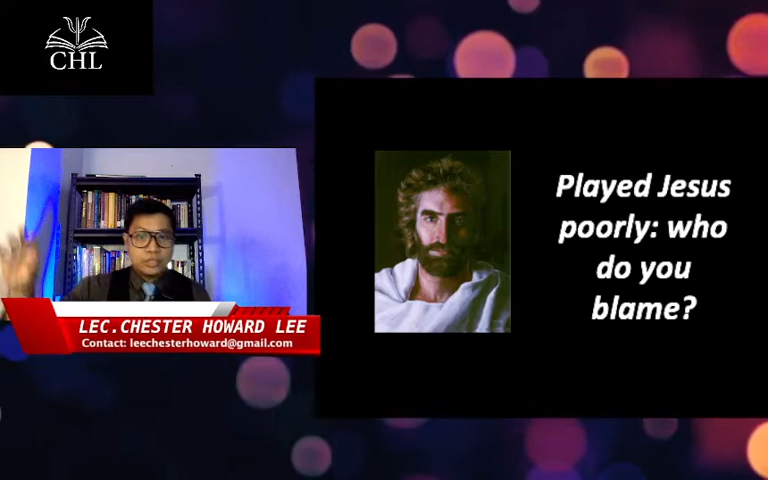 CHL
LEC.CHESTER HOWARD LEE
Contact: leechesterhoward@gmail.com
Played Jesus
poorly: who
do you
blame?